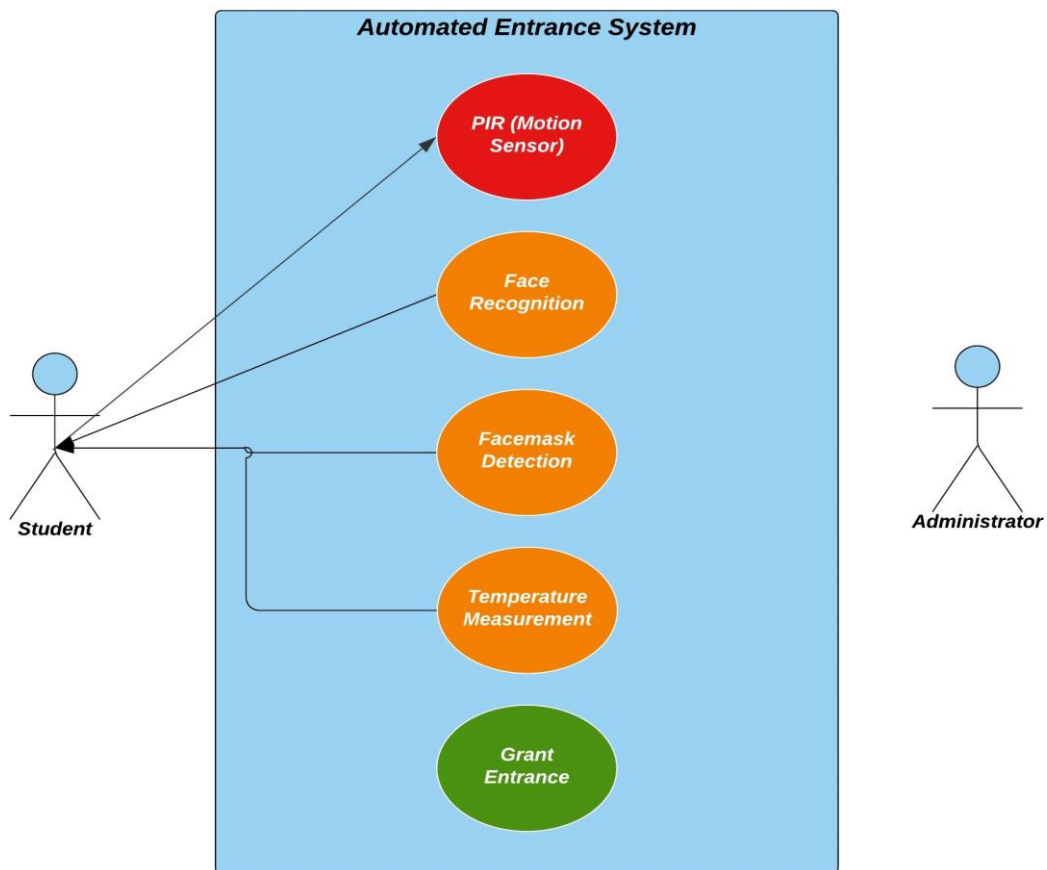 Automated Entrance System
PIR (Motion
Sensor)
Face
Recognition
Facemask
Detection
Student
Administrator
Temperature
Measurement
Grant
Entrance